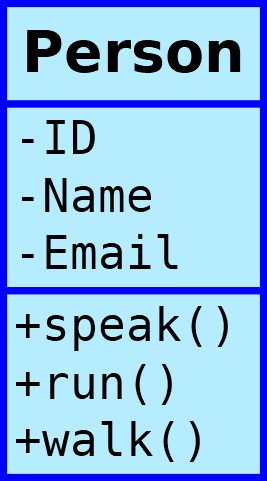 Person
-ID
-Name
-Email
+speak()
+run()
+walk()